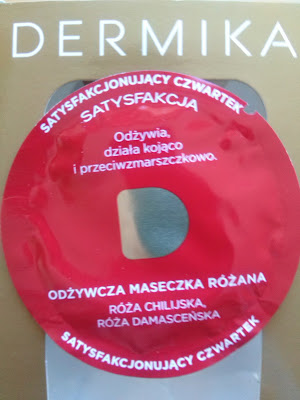 DERMIKA
SATYSFAKCJONUJĄCY CZWARTEK
SATYSFAKCJA
Odżywia,
działa kojąco
i przeciwzmarszczkowo.
D
ODŻYWCZA MASECZKA RÓŻANA
RÓŻA CHILIJSKA,
RÓŻA DAMASCEŃSKA
SATYSFAKCJONUJĄCY CZWARTEK